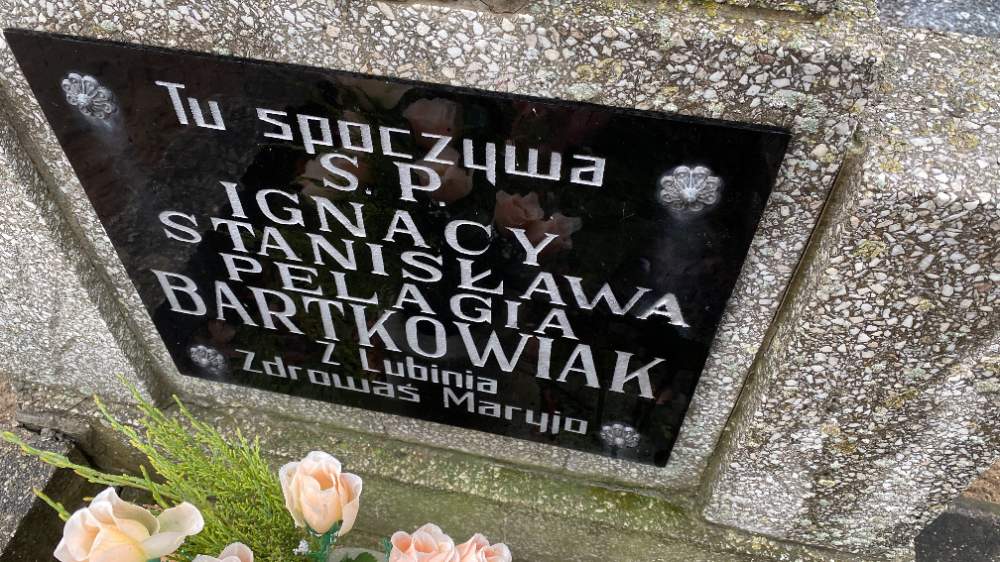 Tu spoczywa
S. P.
IGNACY
STANISŁAWA
PELAGIA
BARTKOWIAK
z Lubinia
Zdrowaś Maryjo